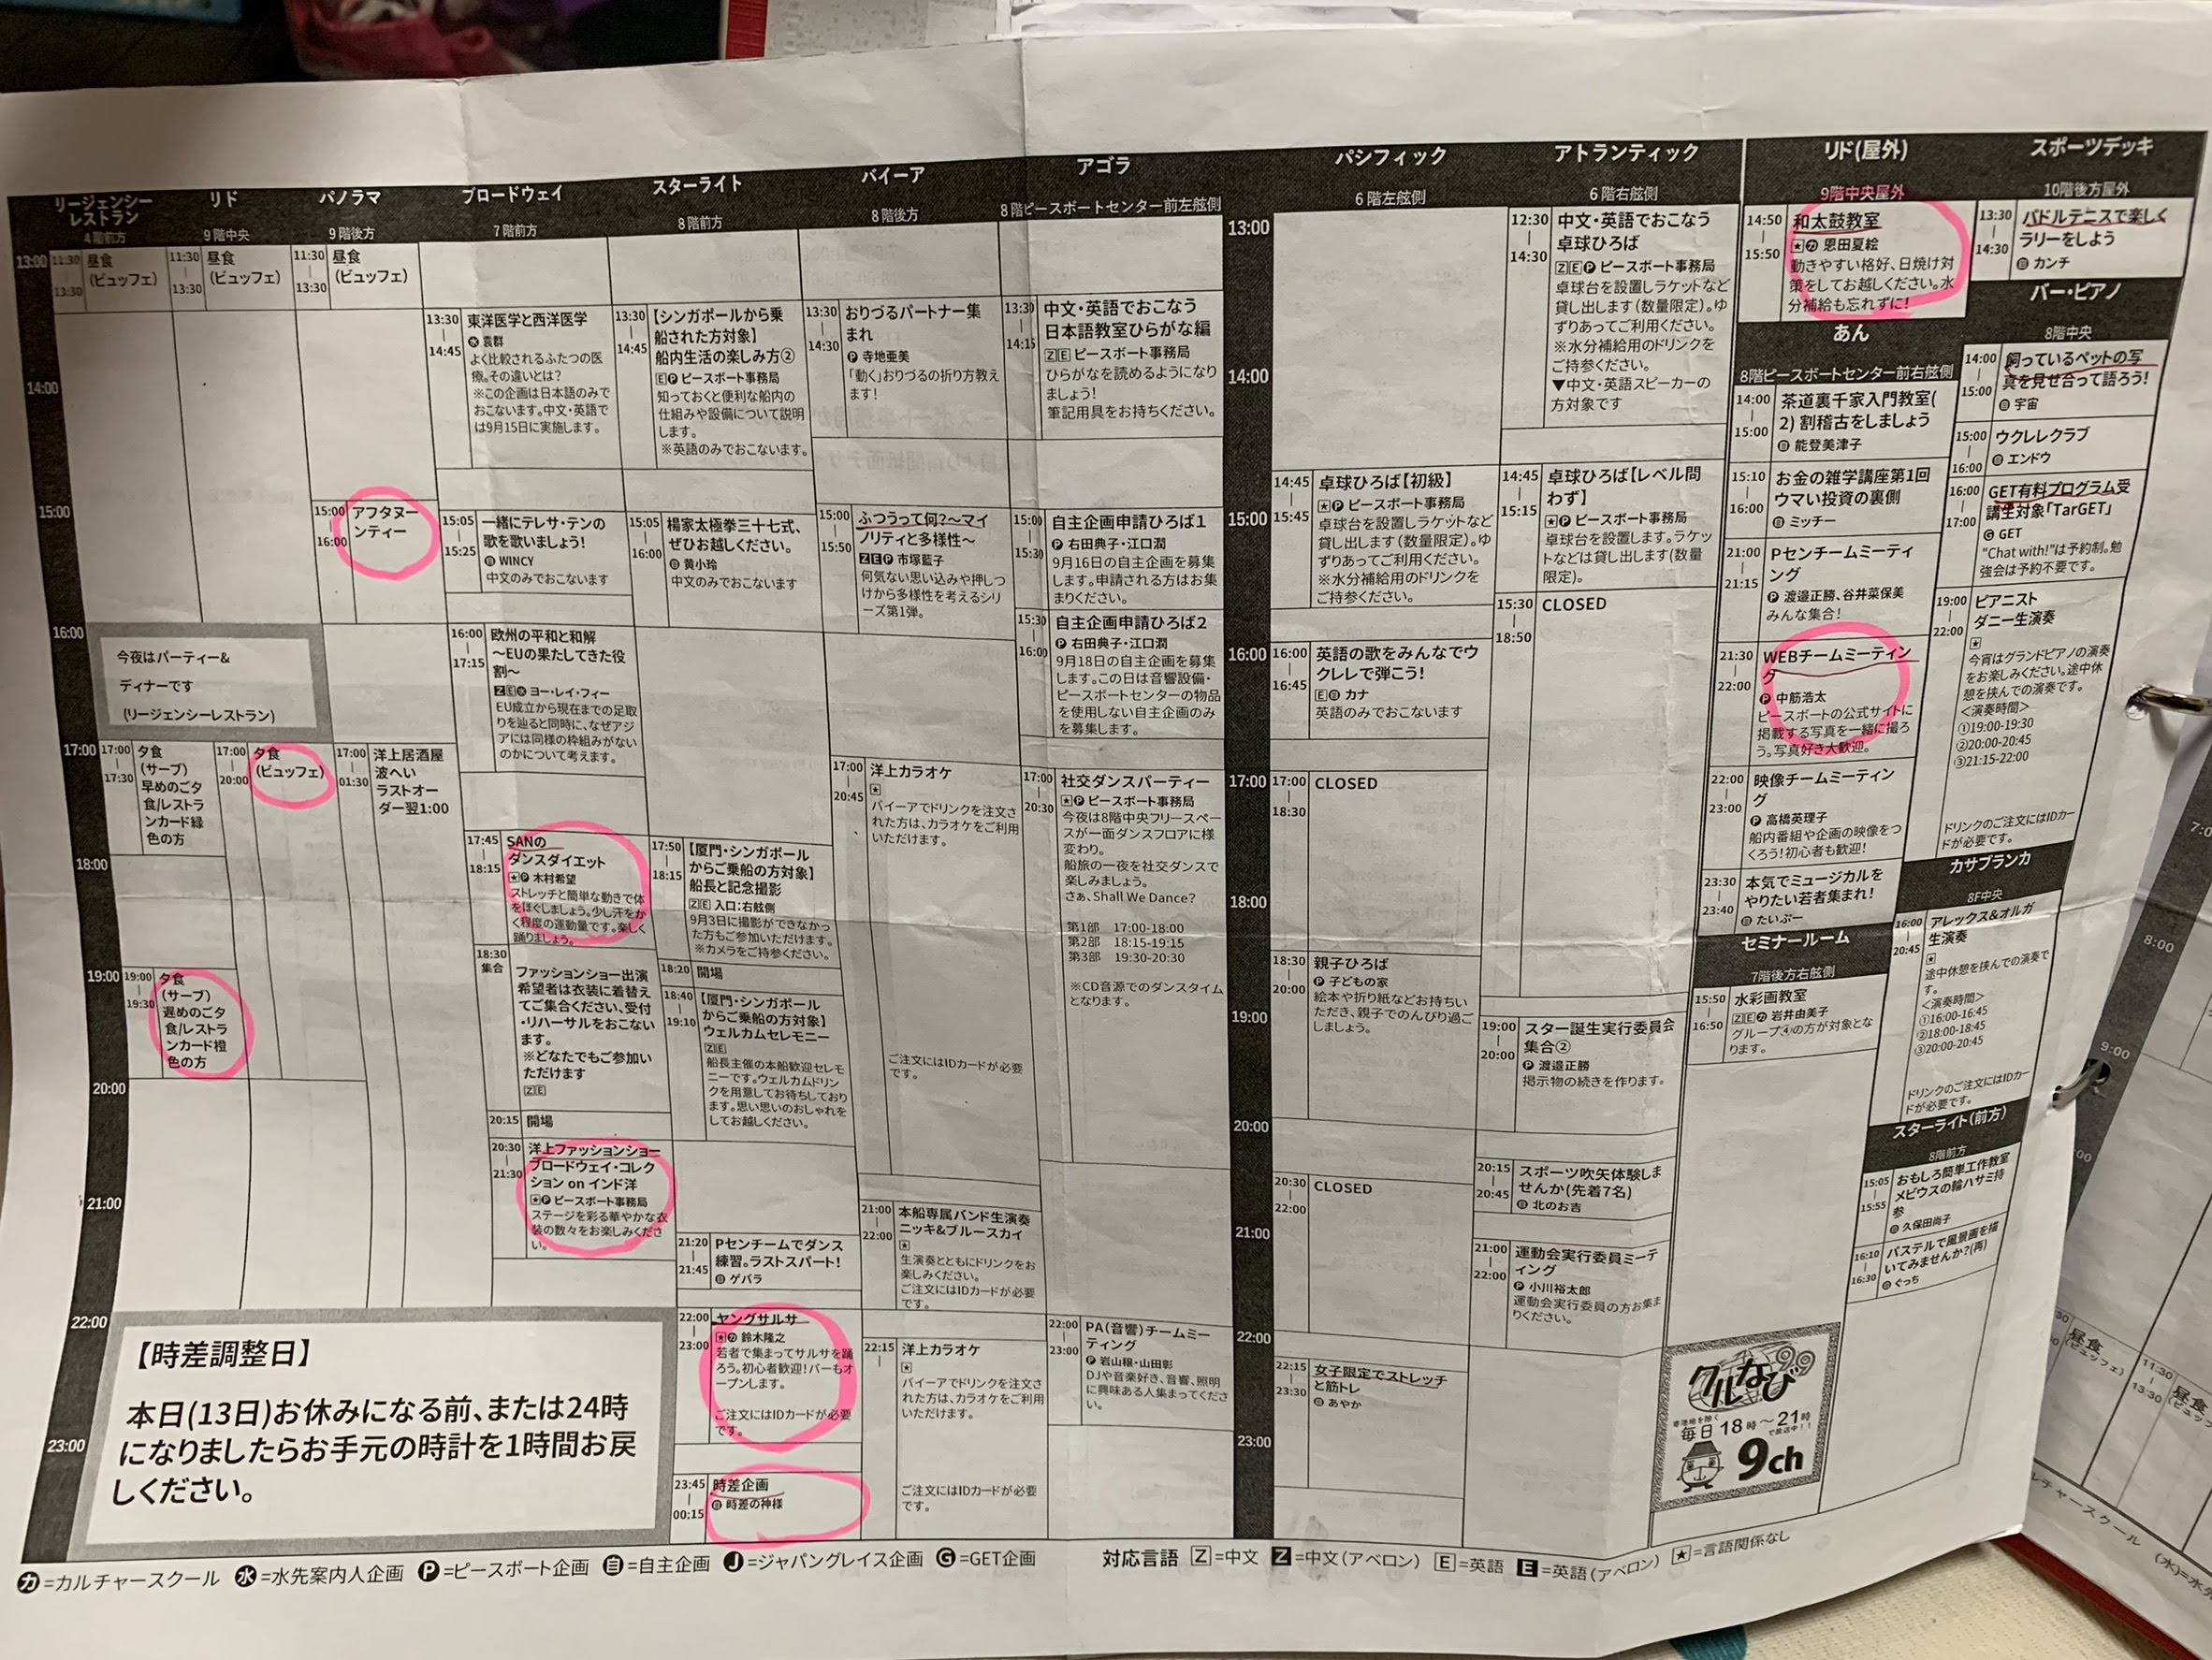 リージェンシー
レストラン
4階前方
13:00
11:30
|
13:30
昼食
(ビュッフェ)
14:00
15:00
16:00
今夜はパーティー&
ディナーです
(リージェンシーレストラン)
17:00
17:00
|
17:30
夕食
(サーブ)
早めのご夕
食/レストラ
ンカード緑
色の方
18:00
19:00
19:00
|
19:30
夕食
(サーブ)
遅めのご夕
食/レストラ
ンカード橙
色の方
20:00
21:00
22:00
23:00
リド
9階中央
11:30
|
13:30
昼食
(ビュッフェ)
17:00
|
20:00
夕食
(ビュッフェ)
パノラマ
9階後方
11:30
|
13:30
昼食
(ビュッフェ)
15:00
|
16:00
アフタヌー
ンティー
17:00
|
01:30
洋上居酒屋
波へい
ラストオー
ダー翌1:00
【時差調整日】
本日(13日)お休みになる前、または24時
になりましたらお手元の時計を1時間お戻
しください。
ブロードウェイ
7階前方
13:30
|
14:45
東洋医学と西洋医学
水 袁群
よく比較されるふたつの医
療。その違いとは?
※この企画は日本語のみで
おこないます。中文・英語で
は9月15日に実施します。
15:05
|
15:25
一緒にテレサ・テンの
歌を歌いましょう!
自 WINCY
中文のみでおこないます
16:00
|
17:15
欧州の平和と和解
～EUの果たしてきた役
割～
Z E 水 ヨー・レイ・フィー
EU成立から現在までの足取
りを辿ると同時に、なぜアジ
アには同様の枠組みがない
のかについて考えます。
17:45
|
18:15
SANの
ダンスダイエット
★ P 木村希望
ストレッチと簡単な動きで体
をほぐしましょう。少し汗をか
く程度の運動量です。楽しく
踊りましょう。
18:30
集合
ファッションショー出演
希望者は衣装に着替え
てご集合ください、受付
・リハーサルをおこない
ます。
※どなたでもご参加い
ただけます
Z E
20:15 開場
20:30
|
21:30
洋上ファッションショー
ブロードウェイ・コレク
ション on インド洋
★ P ピースボート事務局
ステージを彩る華やかな衣
装の数々をお楽しみくださ
い。
スターライト
8階前方
13:30
|
14:45
【シンガポールから乗
船された方対象】
船内生活の楽しみ方②
E P ピースボート事務局
知っておくと便利な船内の
仕組みや設備について説明
します。
※英語のみでおこないます。
15:05
|
16:00
楊家太極拳三十七式、
ぜひお越しください。
自 黄小玲
中文のみでおこないます
17:50
|
18:15
【厦門・シンガポール
からご乗船の方対象】
船長と記念撮影
Z E 入口:右舷側
9月3日に撮影ができなかっ
た方もご参加いただけます。
※カメラをご持参ください。
18:20 開場
18:40
|
19:10
【厦門・シンガポール
からご乗船の方対象】
ウェルカムセレモニー
Z E
船長主催の本船歓迎セレモ
ニーです。ウェルカムドリン
クを用意してお待ちしており
ます。思い思いのおしゃれを
してお越しください。
21:20
|
21:45
Pセンチームでダンス
練習。ラストスパート!
自 ゲバラ
22:00
|
23:00
ヤングサルサ
★ カ 鈴木隆之
若者で集まってサルサを踊
ろう。初心者歓迎!バーもオ
ープンします。
ご注文にはIDカードが必要
です。
23:45
|
00:15
時差企画
自 時差の神様
バイーア
8階後方
13:30
|
14:30
おりづるパートナー集
まれ
P 寺地亜美
「動く」おりづるの折り方教え
ます!
15:00
|
15:50
ふつうって何?～マイ
ノリティと多様性～
Z E P 市塚藍子
何気ない思い込みや押しつ
けから多様性を考えるシリ
ーズ第1弾。
17:00
|
20:45
洋上カラオケ
★
バイーアでドリンクを注文さ
れた方は、カラオケをご利用
いただけます。
ご注文にはIDカードが必要
です。
21:00
|
22:00
本船専属バンド生演奏
ニッキ&ブルースカイ
★
生演奏とともにドリンクをお
楽しみください。
ご注文にはIDカードが必要
です。
22:15
|
洋上カラオケ
★
バイーアでドリンクを注文さ
れた方は、カラオケをご利用
いただけます。
ご注文にはIDカードが必要
です。
アゴラ
8階ピースボートセンター前左舷側
13:30
|
14:15
中文・英語でおこなう
日本語教室ひらがな編
Z E ピースボート事務局
ひらがなを読めるようになり
ましょう!
筆記用具をお持ちください。
15:00
|
15:30
自主企画申請ひろば1
P 右田典子・江口潤
9月16日の自主企画を募集
します。申請される方はお集
まりください。
15:30
|
16:00
自主企画申請ひろば2
P 右田典子・江口潤
9月18日の自主企画を募集
します。この日は音響設備・
ピースボートセンターの物品
を使用しない自主企画のみ
を募集します。
17:00
|
20:30
社交ダンスパーティー
★ P ピースボート事務局
今夜は8階中央フリースペー
スが一面ダンスフロアに様
変わり。
船旅の一夜を社交ダンスで
楽しみましょう。
さぁ、Shall We Dance?
第1部 17:00-18:00
第2部 18:15-19:15
第3部 19:30-20:30
※CD音源でのダンスタイム
となります。
22:00
|
23:00
PA(音響)チームミー
ティング
P 岩山穣・山田彰
DJや音楽好き、音響、照明
に興味ある人集まってくださ
い。
13:00
14:00
15:00
16:00
17:00
18:00
19:00
20:00
21:00
22:00
23:00
パシフィック
6階左舷側
14:45
|
15:45
卓球ひろば【初級】
★ P ピースボート事務局
卓球台を設置しラケットなど
貸し出します(数量限定)。ゆ
ずりあってご利用ください。
※水分補給用のドリンクを
ご持参ください。
16:00
|
16:45
英語の歌をみんなでウ
クレレで弾こう!
E 自 カナ
英語のみでおこないます
17:00
|
18:30
CLOSED
18:30
|
20:00
親子ひろば
P 子どもの家
絵本や折り紙などお持ちい
ただき、親子でのんびり過ご
しましょう。
20:30
|
22:00
CLOSED
22:15
|
23:30
女子限定でストレッチ
と筋トレ
自 あやか
アトランティック
6階右舷側
12:30
|
14:30
中文・英語でおこなう
卓球ひろば
Z E P ピースボート事務局
卓球台を設置しラケットなど
貸し出します(数量限定)。ゆ
ずりあってご利用ください。
※水分補給用のドリンクを
ご持参ください。
▼中文・英語スピーカーの
方対象です
14:45
|
15:15
卓球ひろば【レベル問
わず】
★ P ピースボート事務局
卓球台を設置します。ラケッ
トなどは貸し出します(数量
限定)。
15:30
|
18:50
CLOSED
19:00
|
20:00
スター誕生実行委員会
集合②
P 渡邉正勝
掲示物の続きを作ります。
20:15
|
20:45
スポーツ吹矢体験しま
せんか(先着7名)
自 北のお吉
21:00
|
22:00
運動会実行委員ミーテ
ィング
P 小川裕太郎
運動会実行委員の方お集ま
りください。
リド(屋外)
9階中央屋外
14:50
|
15:50
和太鼓教室
★ カ 恩田夏絵
動きやすい格好、日焼け対
策をしてお越しください。水
分補給も忘れずに!
あん
8階ピースボートセンター前右舷側
14:00
|
15:00
茶道裏千家入門教室(
2) 割稽古をしましょう
自 能登美津子
15:10
|
16:00
お金の雑学講座第1回
ウマい投資の裏側
自 ミッチー
21:00
|
21:15
Pセンチームミーティ
ング
P 渡邉正勝、谷井菜保美
みんな集合!
21:30
|
22:00
WEBチームミーティン
グ
P 中筋浩太
ピースボートの公式サイトに
掲載する写真を一緒に撮ろ
う。写真好き大歓迎。
22:00
|
23:00
映像チームミーティン
グ
P 高橋英理子
船内番組や企画の映像をつ
くろう!初心者も歓迎!
23:30
|
23:40
本気でミュージカルを
やりたい若者集まれ!
自 たいぶー
セミナールーム
7階後方右舷側
15:50
|
16:50
水彩画教室
Z E カ 岩井由美子
グループ④の方が対象とな
ります。
クルなび
寄港地を除く
毎日 18時～21時
で放送中!!
9ch
スポーツデッキ
10階後方屋外
13:30
|
14:30
パドルテニスで楽しく
ラリーをしよう
自 カンチ
バー・ピアノ
8階中央
14:00
|
15:00
飼っているペットの写
真を見せ合って語ろう!
自 宇宙
15:00
|
16:00
ウクレレクラブ
自 エンドウ
16:00
|
17:00
GET有料プログラム受
講生対象「TarGET」
G GET
"Chat with!"は予約制。勉
強会は予約不要です。
19:00
|
22:00
ピアニスト
ダニー生演奏
★
今宵はグランドピアノの演奏
をお楽しみください。途中休
憩を挟んでの演奏です。
<演奏時間>
①19:00-19:30
②20:00-20:45
③21:15-22:00
ドリンクのご注文にはIDカー
ドが必要です。
カサブランカ
8F中央
16:00
|
20:45
アレックス&オルガ
生演奏
★
途中休憩を挟んでの演奏で
す。
<演奏時間>
①16:00-16:45
②18:00-18:45
③20:00-20:45
ドリンクのご注文にはIDカー
ドが必要です。
スターライト(前方)
8階前方
15:05
|
15:55
おもしろ簡単工作教室
メビウスの輪ハサミ持
参
自 久保田尚子
16:10
|
16:30
パステルで風景画を描
いてみませんか?(再)
自 ぐっち
カ=カルチャースクール 水=水先案内人企画 P=ピースボート企画 自=自主企画 J=ジャパングレイス企画 G=GET企画 対応言語 Z=中文 Z=中文(アベロン) E=英語 E=英語(アベロン) ★=言語関係なし
8:00
9:00
昼食
(ビュッフェ)
11:30
|
13:30
昼食